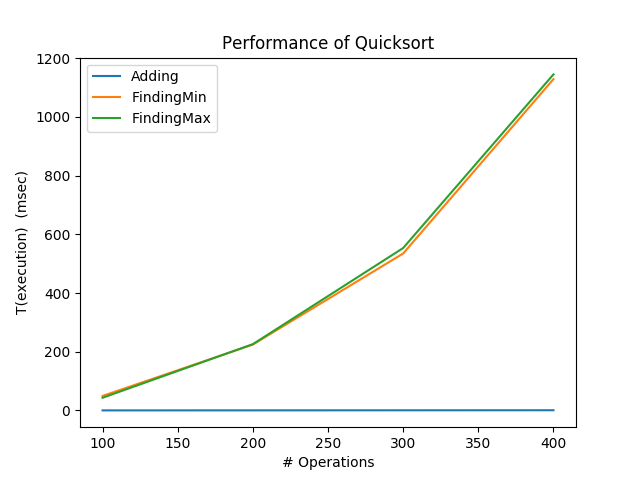 Performance of Quicksort
Adding
FindingMin
FindingMax
1200
1000
800
600
400
200
0
T(execution) (msec)
100 150 200 250 300 350 400
# Operations